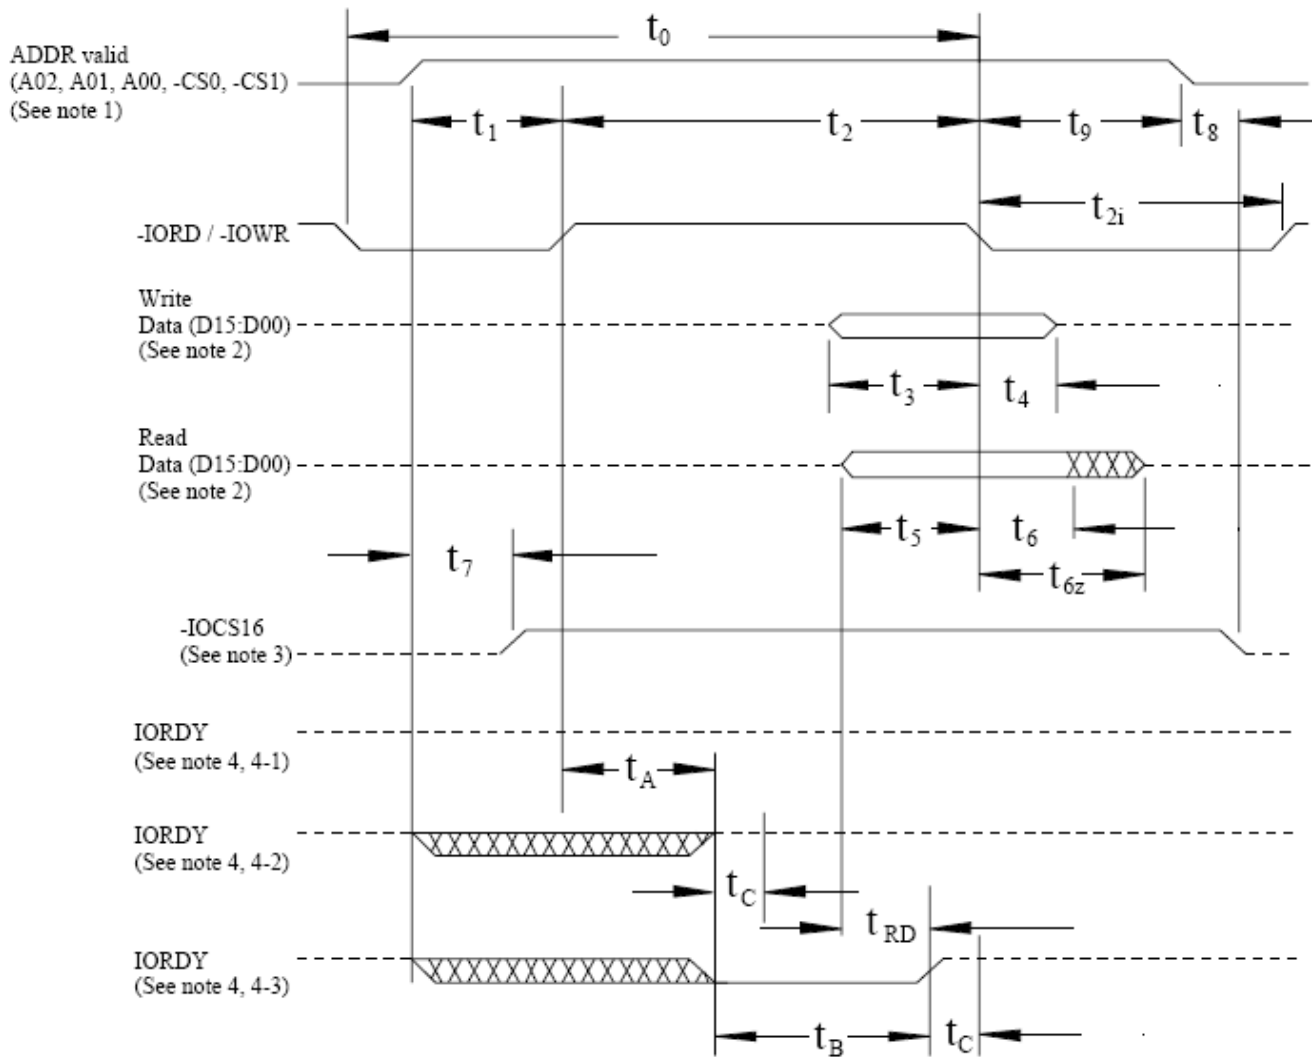 t0
ADDR valid
(A02, A01, A00, -CS0, -CS1)
(See note 1)
t1 t2 t9 t8
t2i
-IORD / -IOWR
Write
Data (D15:D00)
(See note 2)
t3 t4
Read
Data (D15:D00)
(See note 2)
t5 t6
t7
t6z
-IOCS16
(See note 3)
IORDY
(See note 4, 4-1)
tA
IORDY
(See note 4, 4-2)
tC
tRD
IORDY
(See note 4, 4-3)
tB tC